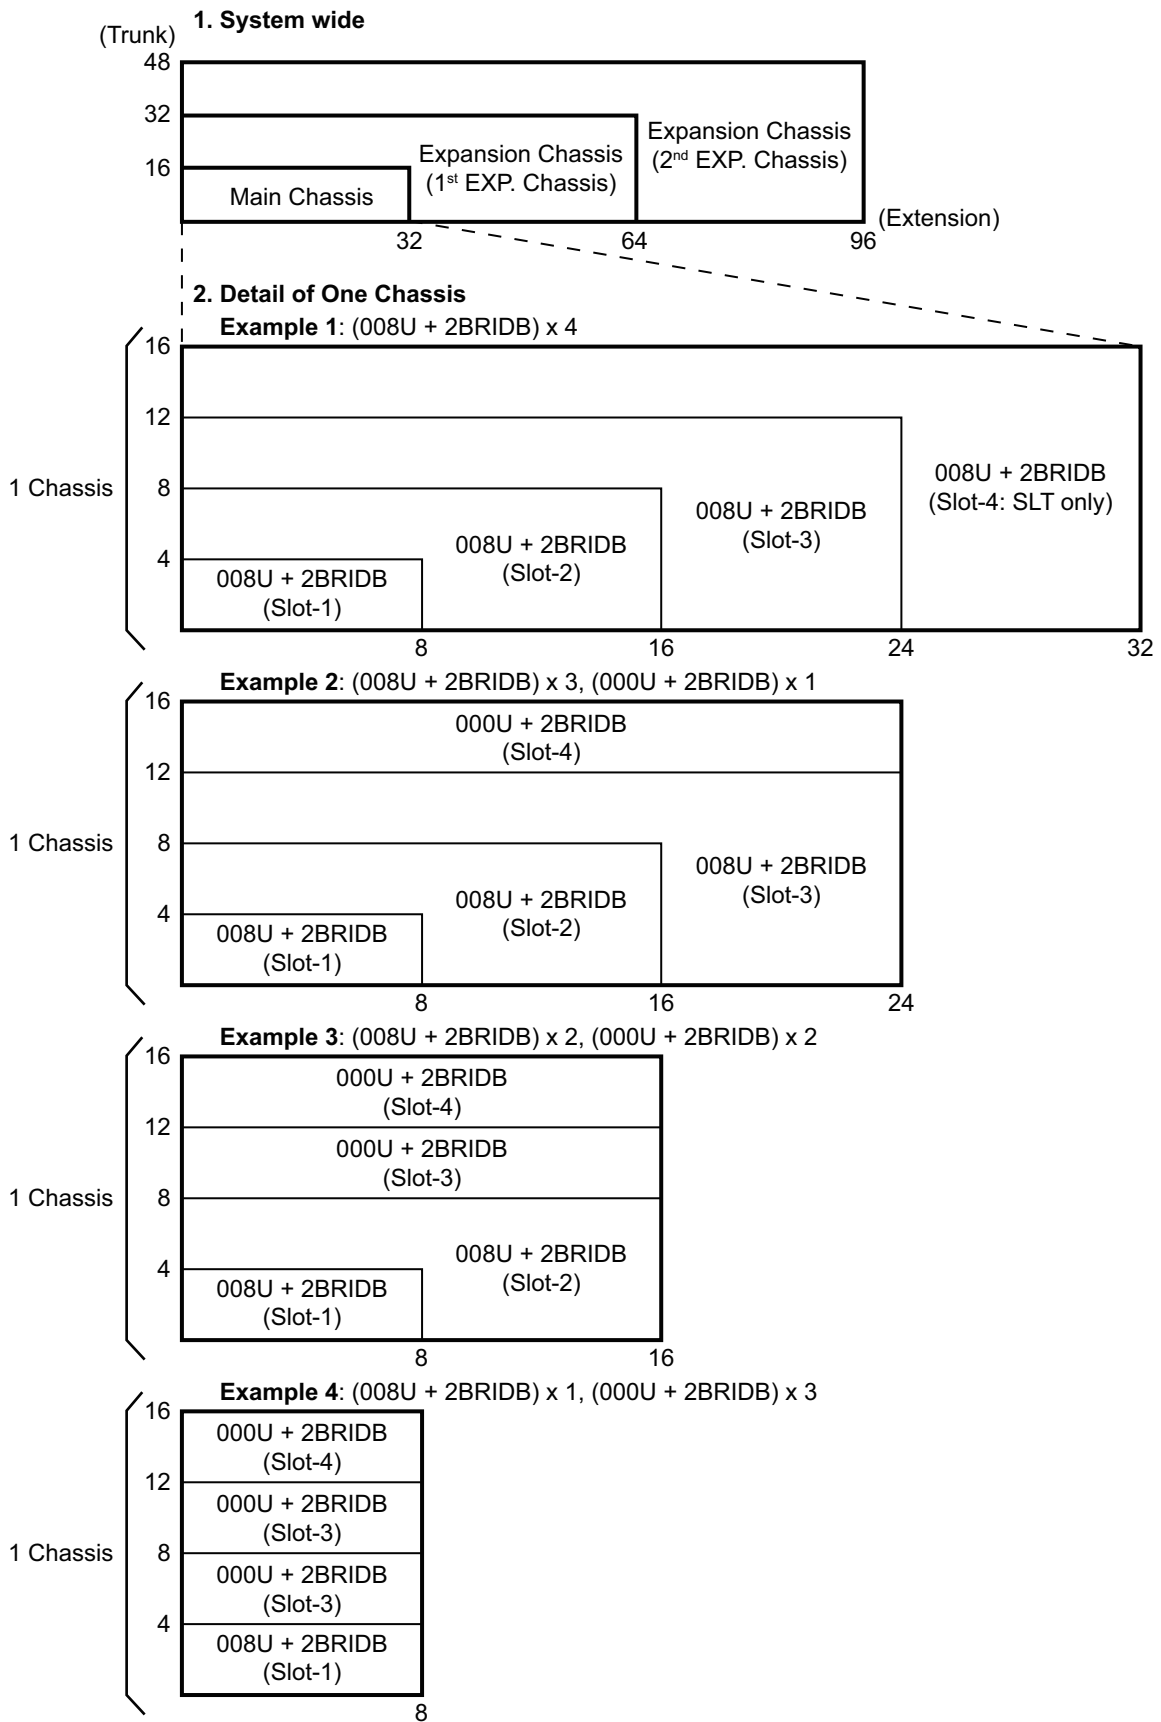 1. System wide
(Trunk)
48
32
16
Expansion Chassis
(2nd EXP. Chassis)
Expansion Chassis
(1st EXP. Chassis)
Main Chassis
(Extension)
32
64
96
2. Detail of One Chassis
Example 1: (008U + 2BRIDB) x 4
16
12
8
4
1 Chassis
008U + 2BRIDB
(Slot-4: SLT only)
008U + 2BRIDB
(Slot-3)
008U + 2BRIDB
(Slot-2)
008U + 2BRIDB
(Slot-1)
8
16
24
32
Example 2: (008U + 2BRIDB) x 3, (000U + 2BRIDB) x 1
16
12
8
4
1 Chassis
000U + 2BRIDB
(Slot-4)
008U + 2BRIDB
(Slot-3)
008U + 2BRIDB
(Slot-2)
008U + 2BRIDB
(Slot-1)
8
16
24
Example 3: (008U + 2BRIDB) x 2, (000U + 2BRIDB) x 2
16
12
8
4
1 Chassis
000U + 2BRIDB
(Slot-4)
000U + 2BRIDB
(Slot-3)
008U + 2BRIDB
(Slot-2)
008U + 2BRIDB
(Slot-1)
8
16
Example 4: (008U + 2BRIDB) x 1, (000U + 2BRIDB) x 3
16
12
8
4
1 Chassis
000U + 2BRIDB
(Slot-4)
000U + 2BRIDB
(Slot-3)
000U + 2BRIDB
(Slot-3)
008U + 2BRIDB
(Slot-1)
8